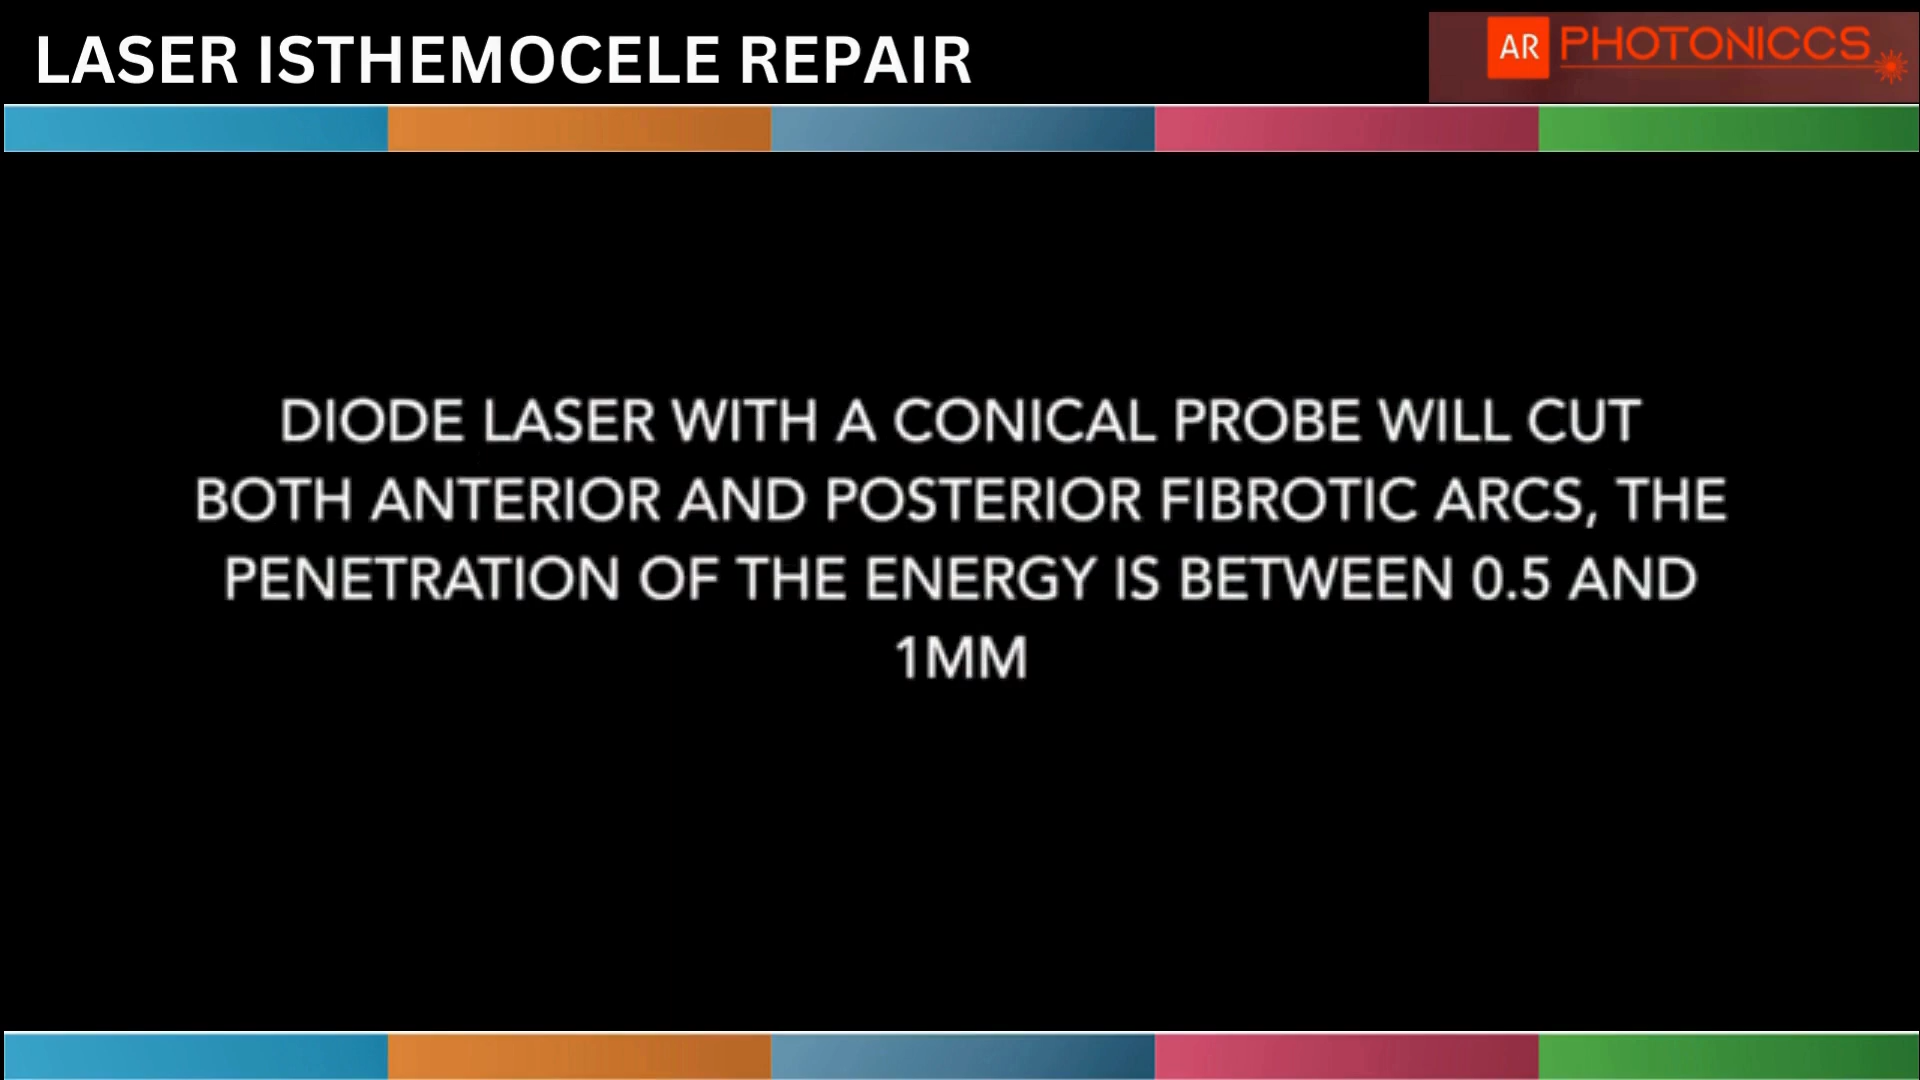 LASER ISTHEMOCELE REPAIR
AR PHOTONICCS
DIODE LASER WITH A CONICAL PROBE WILL CUT
BOTH ANTERIOR AND POSTERIOR FIBROTIC ARCS, THE
PENETRATION OF THE ENERGY IS BETWEEN 0.5 AND
1MM